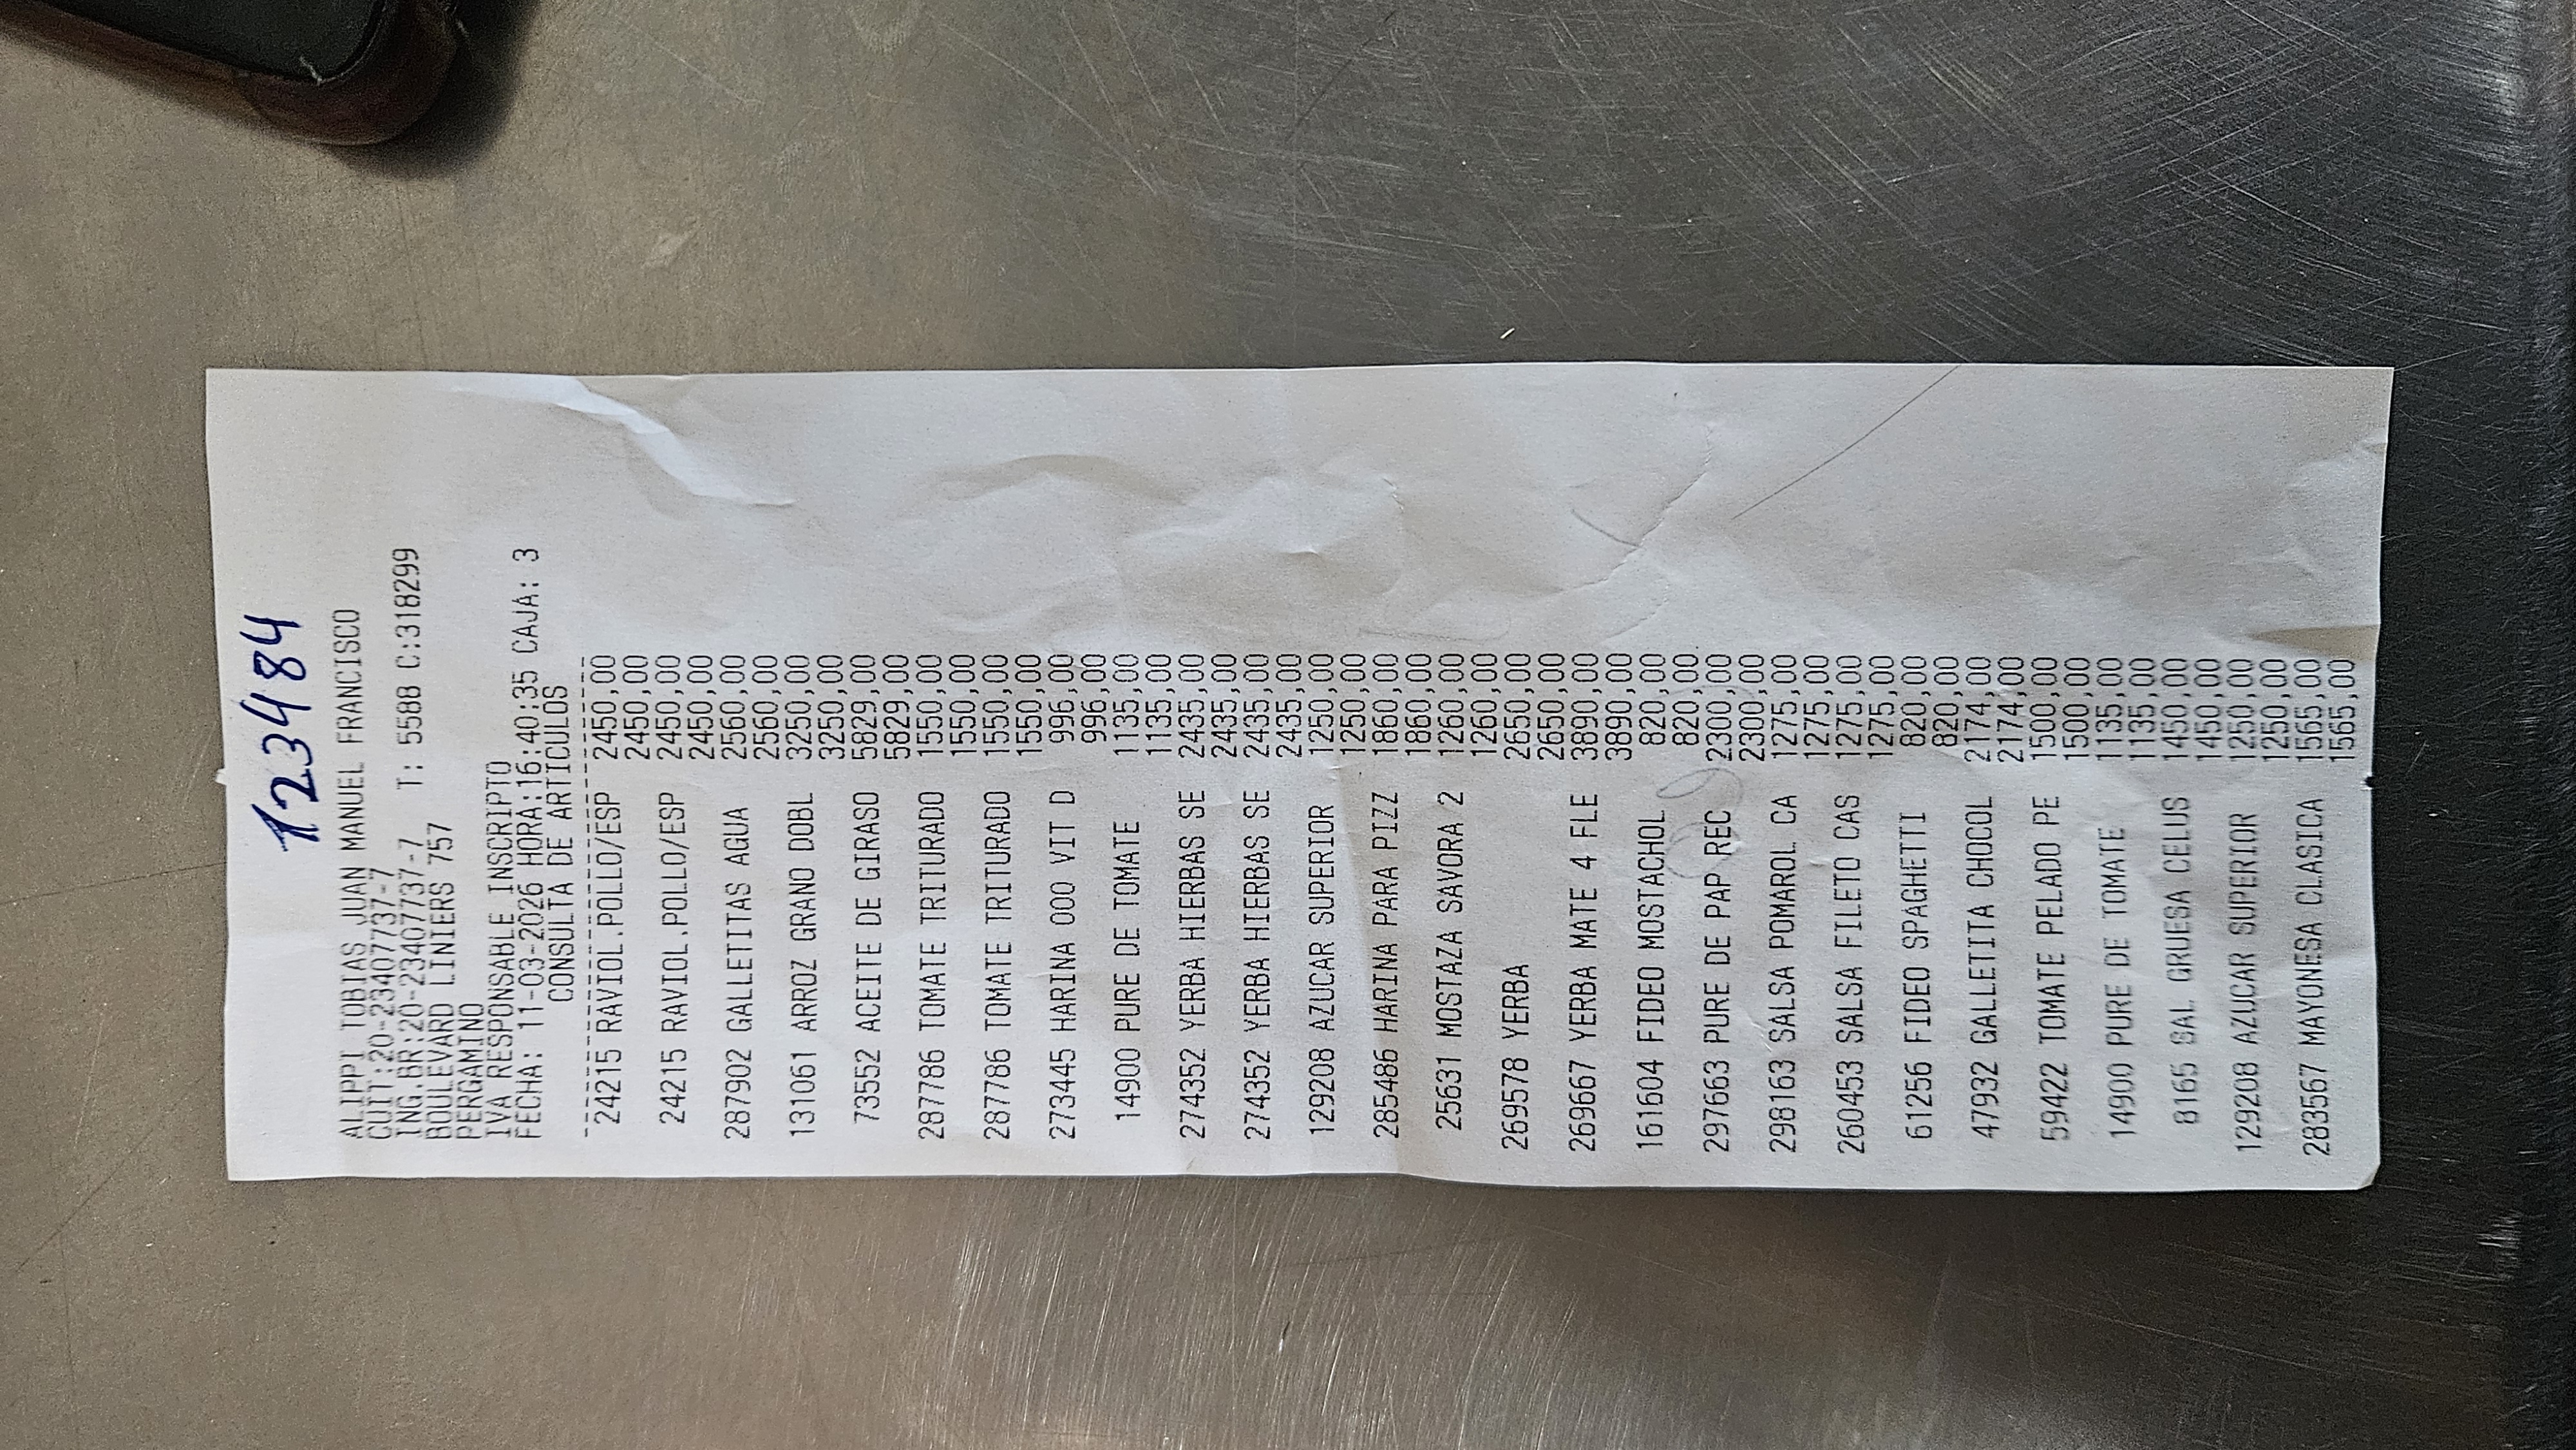 123484
ALIPPI TOBIAS JUAN MANUEL FRANCISCO
CUIT:20-23407737-7
ING.BR:20-23407737-7 T: 5588 C:318299
BOULEVARD LINIERS 757
PERGAMINO
IVA RESPONSABLE INSCRIPTO
FECHA: 11-03-2026 HORA:16:40:35 CAJA: 3
CONSULTA DE ARTICULOS
--------------------------------
24215 RAVIOL.POLLO/ESP 2450,00
2450,00
24215 RAVIOL.POLLO/ESP 2450,00
2450,00
287902 GALLETITAS AGUA 2560,00
2560,00
131061 ARROZ GRANO DOBL 3250,00
3250,00
73552 ACEITE DE GIRASO 5829,00
5829,00
287786 TOMATE TRITURADO 1550,00
1550,00
287786 TOMATE TRITURADO 1550,00
1550,00
273445 HARINA 000 VIT D 996,00
996,00
14900 PURE DE TOMATE 1135,00
1135,00
274352 YERBA HIERBAS SE 2435,00
2435,00
274352 YERBA HIERBAS SE 2435,00
2435,00
129208 AZUCAR SUPERIOR 1250,00
1250,00
285486 HARINA PARA PIZZ 1860,00
1860,00
25631 MOSTAZA SAVORA 2 1260,00
1260,00
269578 YERBA 2650,00
2650,00
269667 YERBA MATE 4 FLE 3890,00
3890,00
161604 FIDEO MOSTACHOL 820,00
820,00
297663 PURE DE PAP REC 2300,00
2300,00
298163 SALSA POMAROL CA 1275,00
1275,00
260453 SALSA FILETO CAS 1275,00
1275,00
61256 FIDEO SPAGHETTI 820,00
820,00
47932 GALLETITA CHOCOL 2174,00
2174,00
59422 TOMATE PELADO PE 1500,00
1500,00
14900 PURE DE TOMATE 1135,00
1135,00
8165 SAL GRUESA CELUS 1450,00
1450,00
129208 AZUCAR SUPERIOR 1250,00
1250,00
283567 MAYONESA CLASICA 1565,00
1565,00